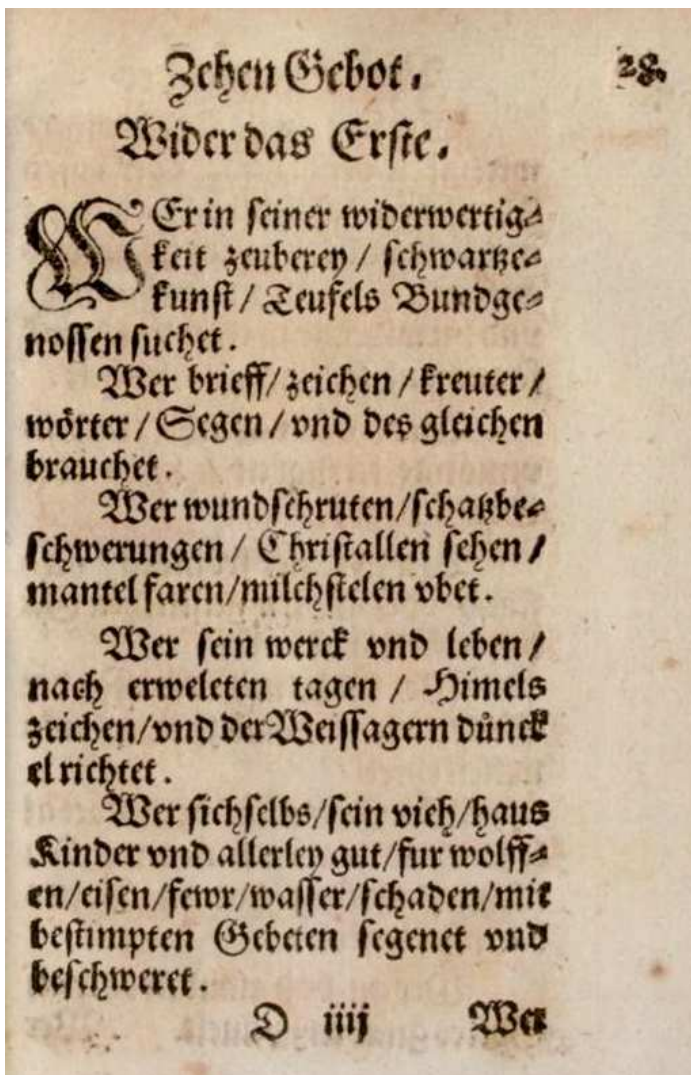 Zehen Gebot. 28.
Wider das Erste.
WEr in seiner widerwertig⸗
keit zeuberey / schwartze⸗
kunst / Teufels Bundge⸗
nossen suchet.
Wer brieff / zeichen / kreuter /
wörter / Segen / vnd des gleichen
brauchet.
Wer wundschruten / schatzbe⸗
schwerungen / Christallen sehen /
mantel faren / milchstelen vbet.
Wer sein werck vnd leben /
nach erweleten tagen / Himels
zeichen / vnd der Weissagern dünck
el richtet.
Wer sich selbs / sein vieh / haus
Kinder vnd allerley gut / fur wolff⸗
en / eisen / fewr / wasser / schaden / mit
bestimpten Gebeten segenet vnd
beschweret.
D iiij Wer